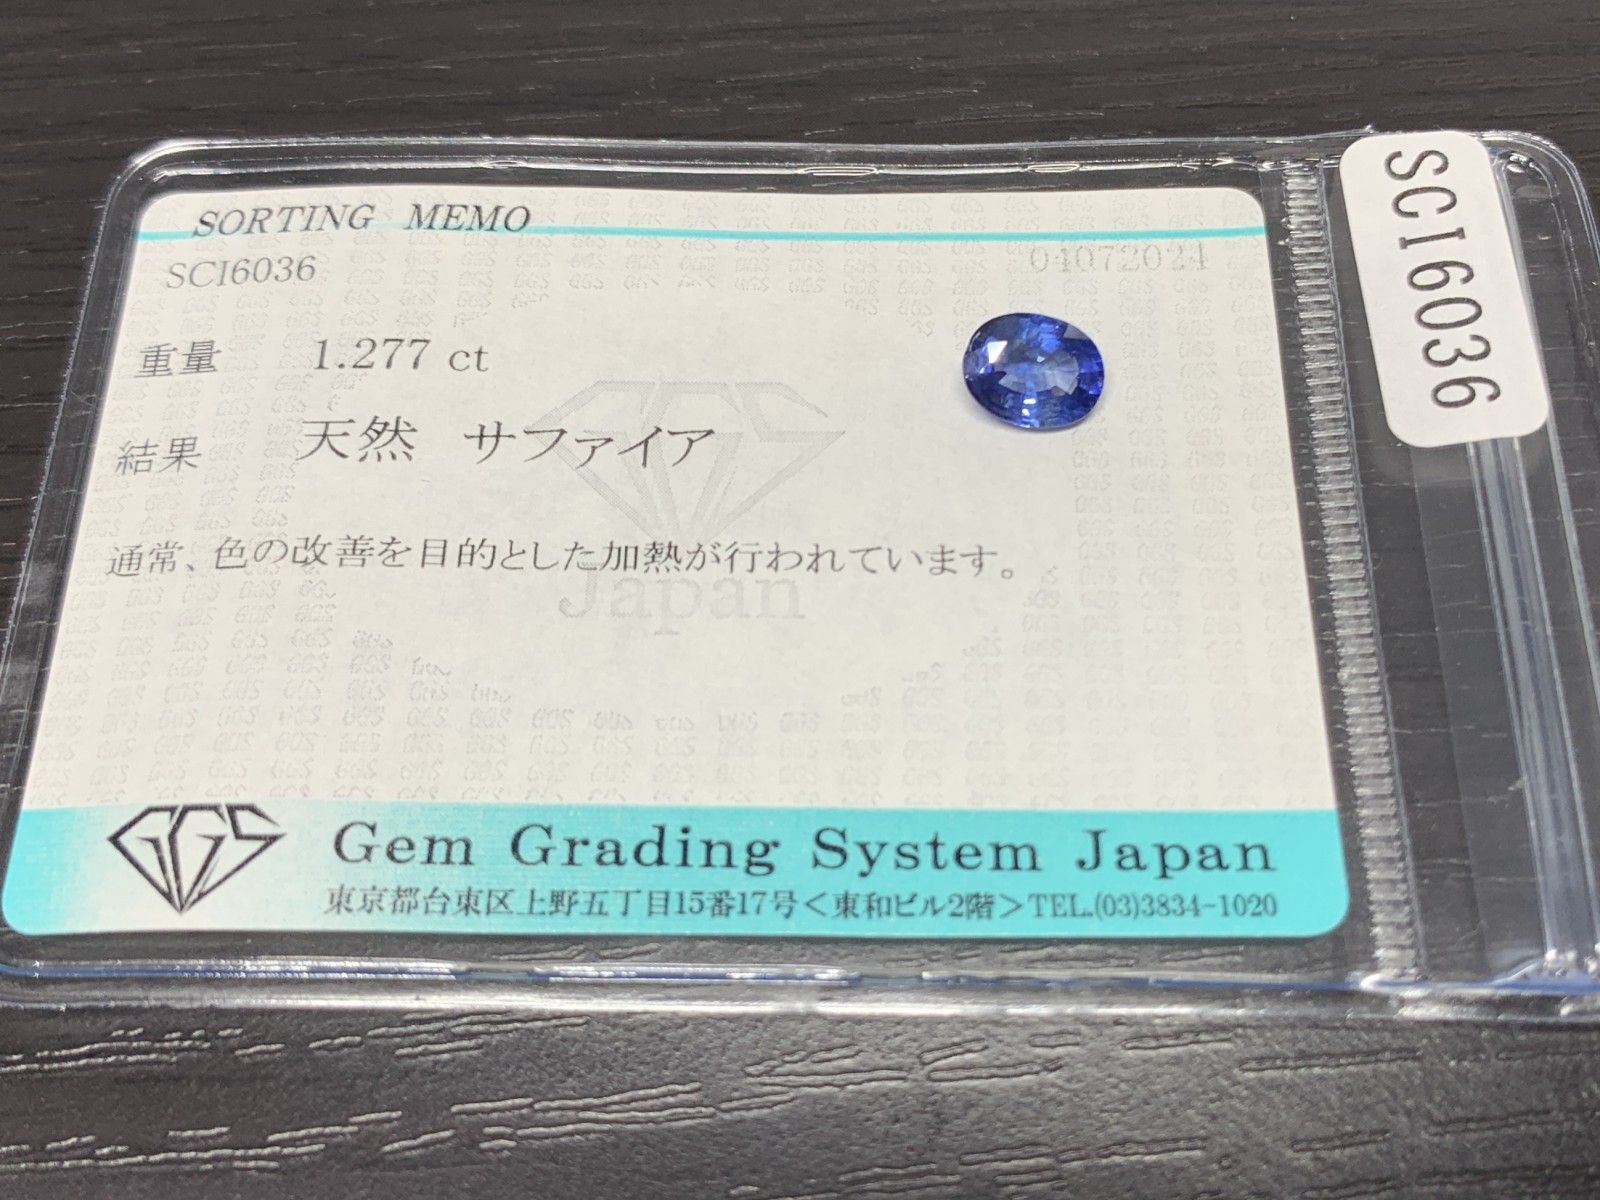 SORTING MEMO
SCI6036 04072024
重量 1.277 ct
結果 天然 サファイア
通常、色の改善を目的とした加熱が行われています。
Japan
GGS Gem Grading System Japan
東京都台東区上野五丁目15番17号＜東和ビル2階＞TEL.(03)3834-1020
SCI6036